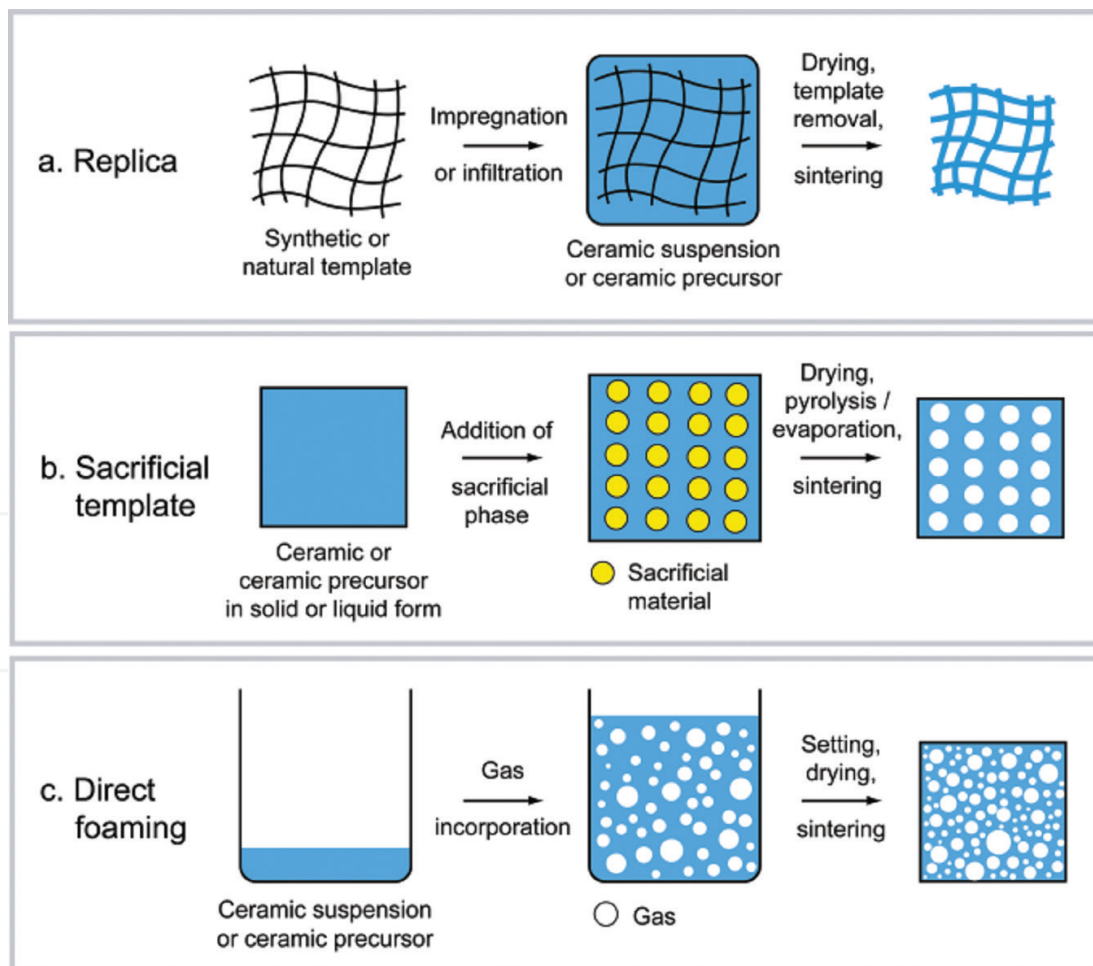 a. Replica
Synthetic or
natural template
Impregnation
or infiltration
Ceramic suspension
or ceramic precursor
Drying,
template
removal,
sintering
b. Sacrificial
template
Ceramic or
ceramic precursor
in solid or liquid form
Addition of
sacrificial
phase
Sacrificial
material
Drying,
pyrolysis /
evaporation,
sintering
c. Direct
foaming
Ceramic suspension
or ceramic precursor
Gas
incorporation
Gas
Setting,
drying,
sintering